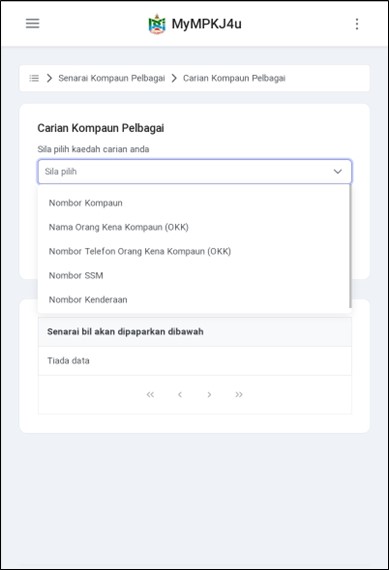 MyMPKJ4u
Senarai Kompaun Pelbagai > Carian Kompaun Pelbagai
Carian Kompaun Pelbagai
Sila pilih kaedah carian anda
Sila pilih
Nombor Kompaun
Nama Orang Kena Kompaun (OKK)
Nombor Telefon Orang Kena Kompaun (OKK)
Nombor SSM
Nombor Kenderaan
Senarai bil akan dipaparkan dibawah
Tiada data